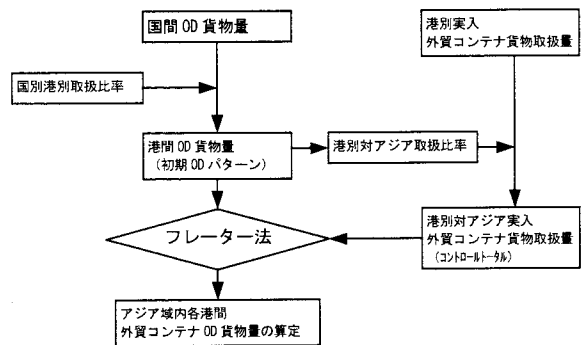 国間OD貨物量
港別実入
外貿コンテナ貨物取扱量
国別港別取扱比率
港間OD貨物量
(初期ODパターン)
港別対アジア取扱比率
フレーター法
港別対アジア実入
外貿コンテナ貨物取扱量
(コントロールトータル)
アジア域内各港間
外貿コンテナOD貨物量の算定